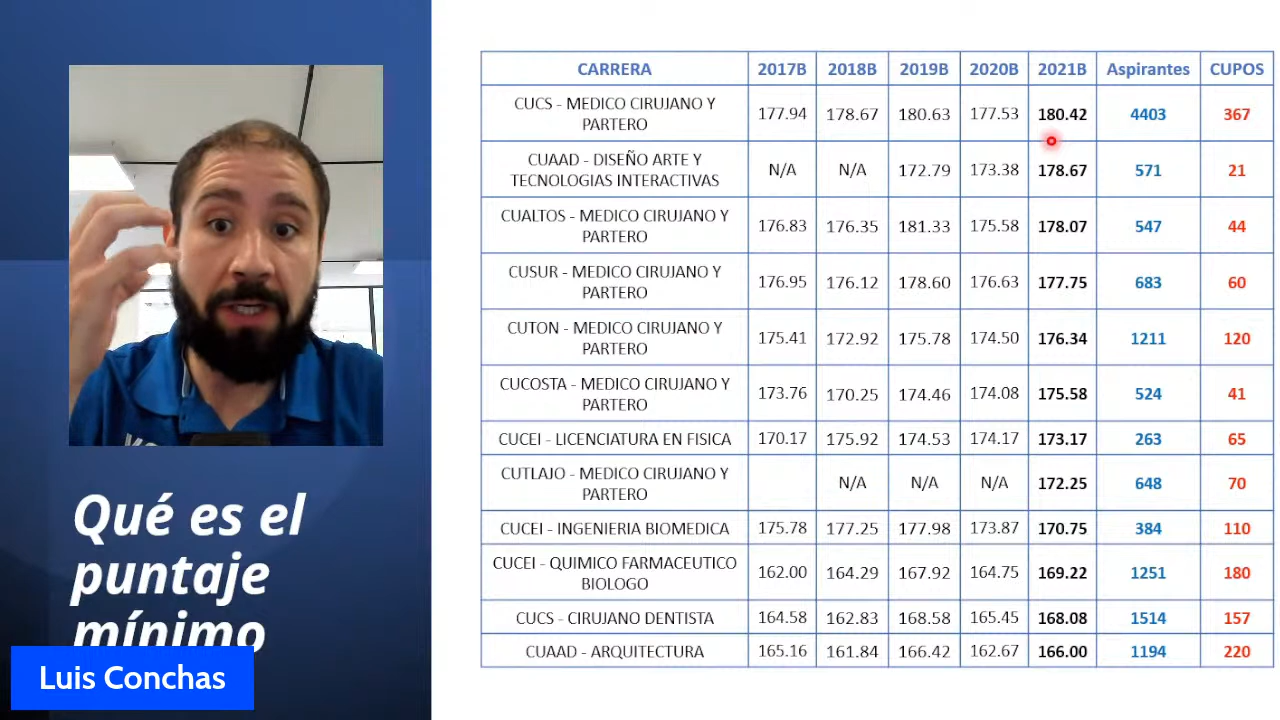 Qué es el
puntaje
mínimo
Luis Conchas
CARRERA 2017B 2018B 2019B 2020B 2021B Aspirantes CUPOS
CUCS - MEDICO CIRUJANO Y
PARTERO 177.94 178.67 180.63 177.53 180.42 4403 367
CUAAD - DISEÑO ARTE Y
TECNOLOGIAS INTERACTIVAS N/A N/A 172.79 173.38 178.67 571 21
CUALTOS - MEDICO CIRUJANO Y
PARTERO 176.83 176.35 181.33 175.58 178.07 547 44
CUSUR - MEDICO CIRUJANO Y
PARTERO 176.95 176.12 178.60 176.63 177.75 683 60
CUTON - MEDICO CIRUJANO Y
PARTERO 175.41 172.92 175.78 174.50 176.34 1211 120
CUCOSTA - MEDICO CIRUJANO Y
PARTERO 173.76 170.25 174.46 174.08 175.58 524 41
CUCEI - LICENCIATURA EN FISICA 170.17 175.92 174.53 174.17 173.17 263 65
CUTLAJO - MEDICO CIRUJANO Y
PARTERO N/A N/A N/A 172.25 648 70
CUCEI - INGENIERIA BIOMEDICA 175.78 177.25 177.98 173.87 170.75 384 110
CUCEI - QUIMICO FARMACEUTICO
BIOLOGO 162.00 164.29 167.92 164.75 169.22 1251 180
CUCS - CIRUJANO DENTISTA 164.58 162.83 168.58 165.45 168.08 1514 157
CUAAD - ARQUITECTURA 165.16 161.84 166.42 162.67 166.00 1194 220